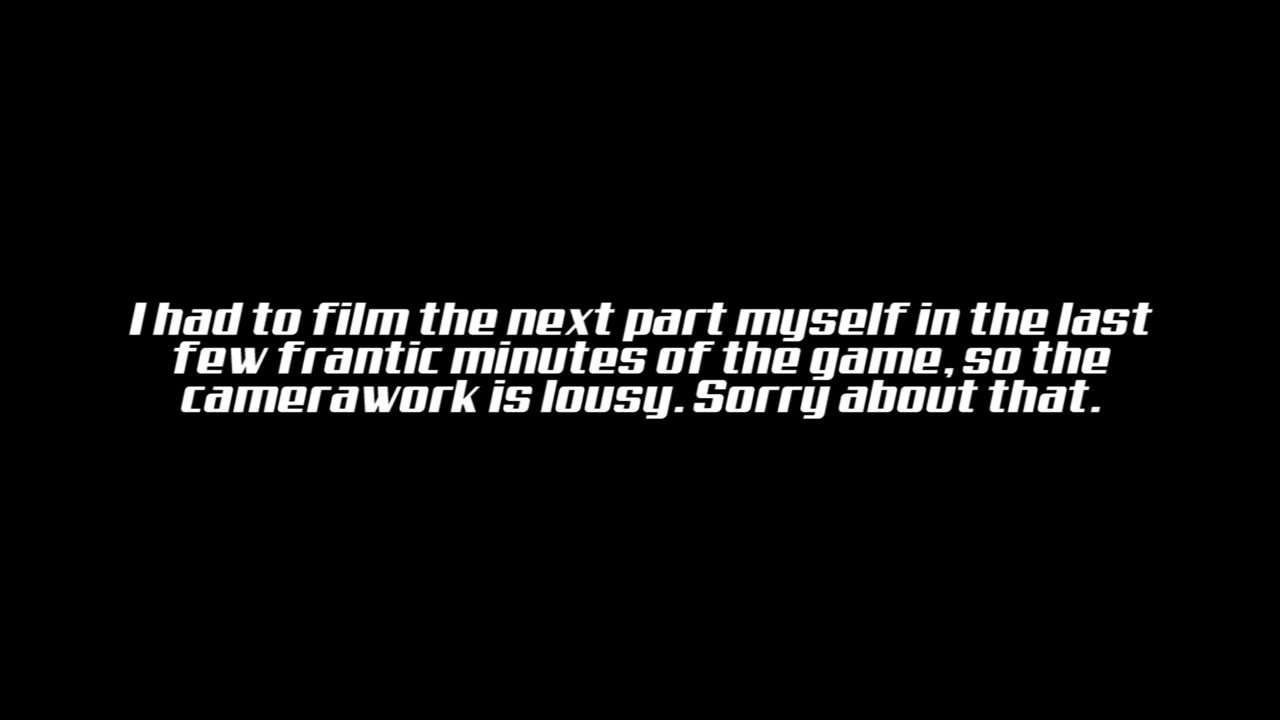 I had to film the next part myself in the last
few frantic minutes of the game, so the
camerawork is lousy. Sorry about that.